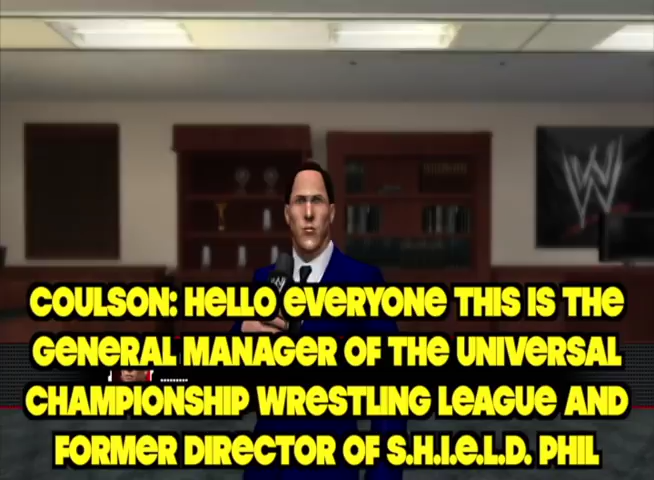 COULSON: HELLO EVERYONE THIS IS THE
GENERAL MANAGER OF THE UNIVERSAL
CHAMPIONSHIP WRESTLING LEAGUE AND
FORMER DIRECTOR OF S.H.I.E.L.D. PHIL
W
W